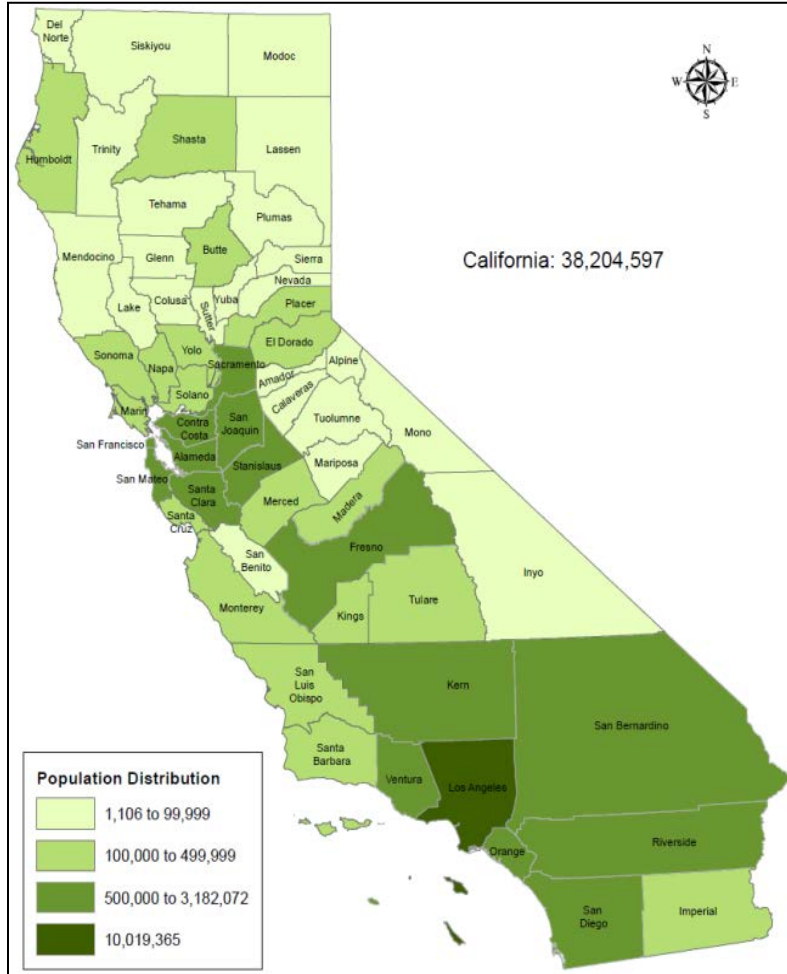 Del
Norte
Siskiyou
Modoc
N
W
E
S
Humboldt
Trinity
Shasta
Lassen
Tehama
Plumas
Mendocino
Glenn
Butte
Sierra
California: 38,204,597
Nevada
Lake
Colusa
Sutter
Yuba
Placer
El Dorado
Sonoma
Napa
Yolo
Sacramento
Alpine
Amador
Solano
Calaveras
Marin
Contra
Costa
San
Joaquin
Tuolumne
Mono
San Francisco
Alameda
Stanislaus
Mariposa
San Mateo
Santa
Clara
Merced
Madera
Santa
Cruz
San
Benito
Fresno
Inyo
Monterey
Kings
Tulare
San
Luis
Obispo
Kern
San Bernardino
Santa
Barbara
Ventura
Los Angeles
Orange
Riverside
San
Diego
Imperial
Population Distribution
1,106 to 99,999
100,000 to 499,999
500,000 to 3,182,072
10,019,365